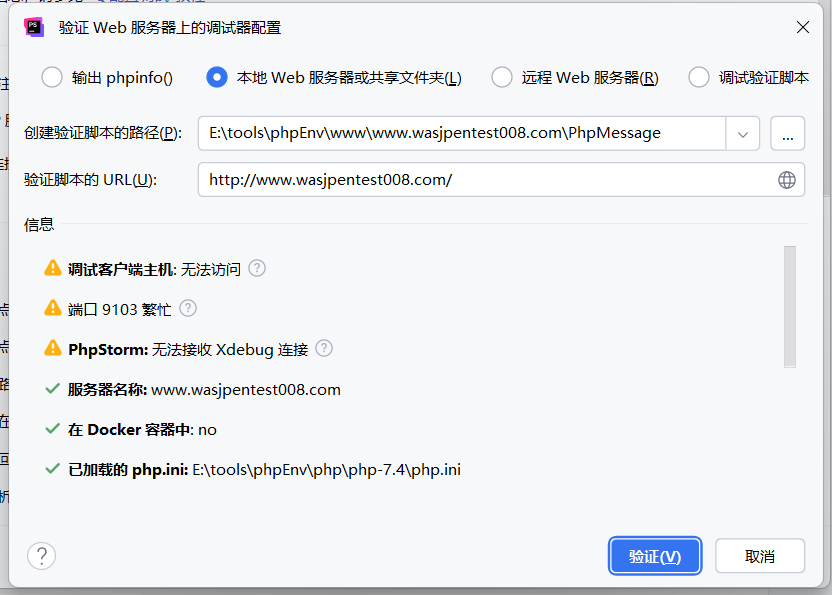 验证 Web 服务器上的调试器配置
输出 phpinfo() 本地 Web 服务器或共享文件夹(L) 远程 Web 服务器(R) 调试验证脚本
创建验证脚本的路径(P): E:\tools\phpEnv\www\www.wasjpentest008.com\PhpMessage ...
验证脚本的 URL(U): http://www.wasjpentest008.com/
信息
调试客户端主机: 无法访问 ?
端口 9103 繁忙 ?
PhpStorm: 无法接收 Xdebug 连接 ?
服务器名称: www.wasjpentest008.com
在 Docker 容器中: no
已加载的 php.ini: E:\tools\phpEnv\php\php-7.4\php.ini
? 验证(V) 取消